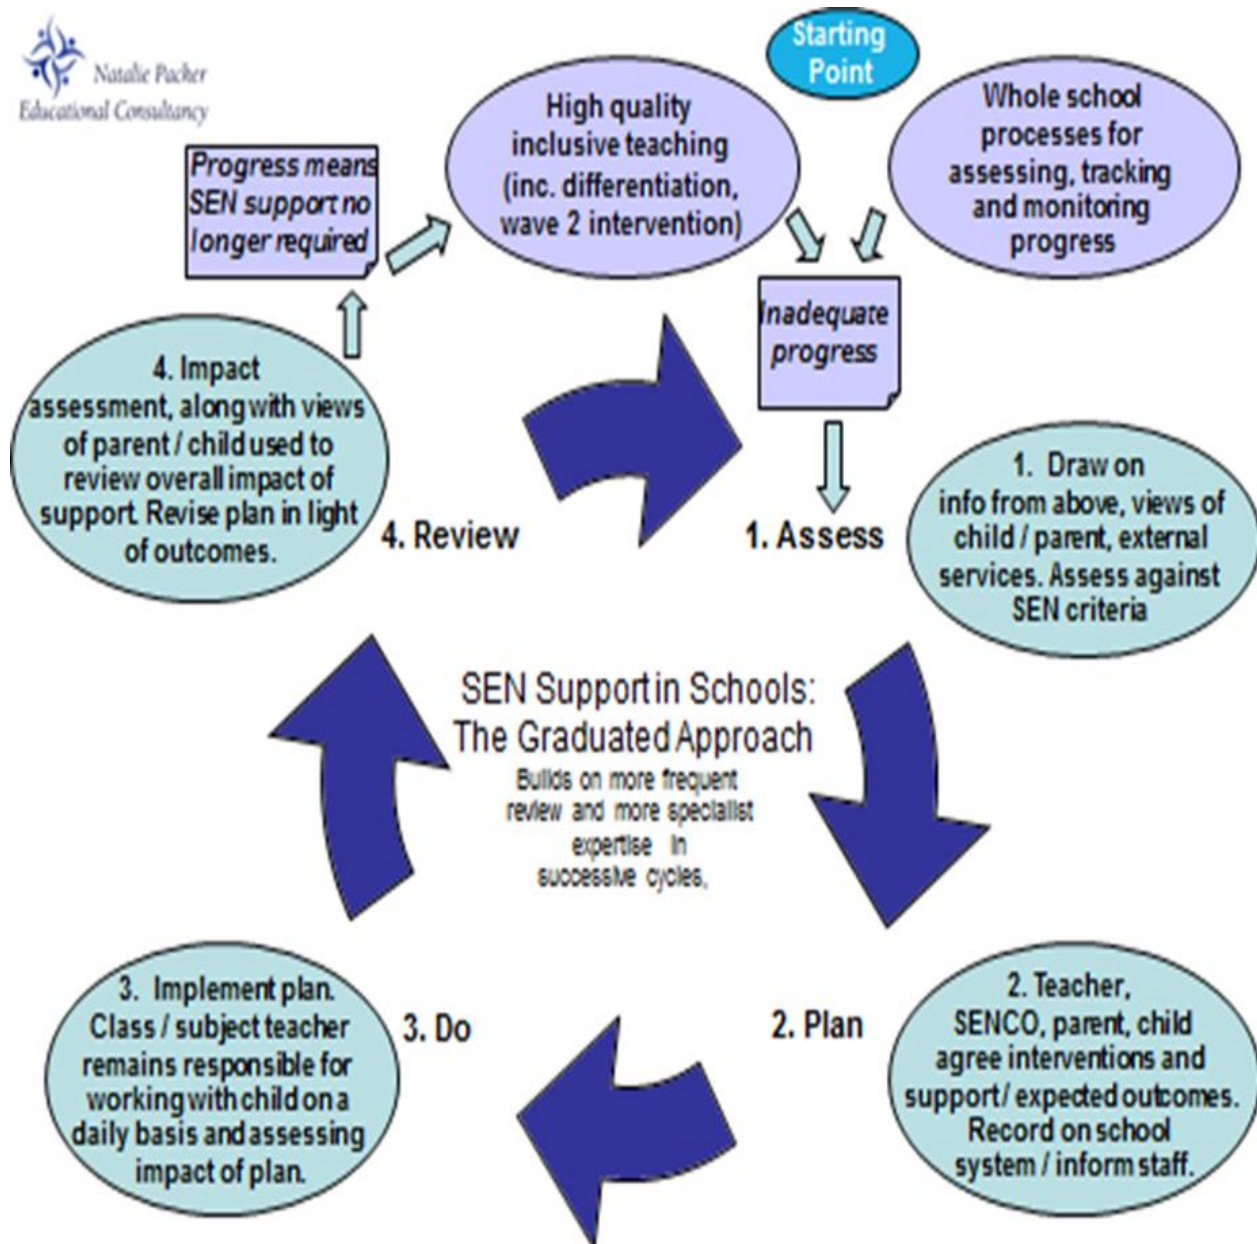 Natalie Packer
Educational Consultancy
Starting
Point
High quality
inclusive teaching
(inc. differentiation,
wave 2 intervention)
Whole school
processes for
assessing, tracking
and monitoring
progress
Progress means
SEN support no
longer required
Inadequate
progress
4. Impact
assessment, along with views
of parent / child used to
review overall impact of
support. Revise plan in light
of outcomes.
4. Review
1. Assess
1. Draw on
info from above, views of
child / parent, external
services. Assess against
SEN criteria
SEN Support in Schools:
The Graduated Approach
Builds on more frequent
review and more specialist
expertise in
successive cycles,
3. Implement plan.
Class / subject teacher
remains responsible for
working with child on a
daily basis and assessing
impact of plan.
3. Do
2. Plan
2. Teacher,
SENCO, parent, child
agree interventions and
support / expected outcomes.
Record on school
system / inform staff.